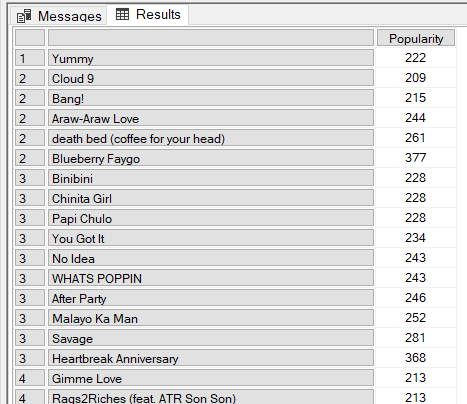 Messages Results
Popularity
1 Yummy 222
2 Cloud 9 209
2 Bang! 215
2 Araw-Araw Love 244
2 death bed (coffee for your head) 261
2 Blueberry Faygo 377
3 Binibini 228
3 Chinita Girl 228
3 Papi Chulo 228
3 You Got It 234
3 No Idea 243
3 WHATS POPPIN 243
3 After Party 246
3 Malayo Ka Man 252
3 Savage 281
3 Heartbreak Anniversary 368
4 Gimme Love 213
4 Rags2Riches (feat. ATR Son Son) 213